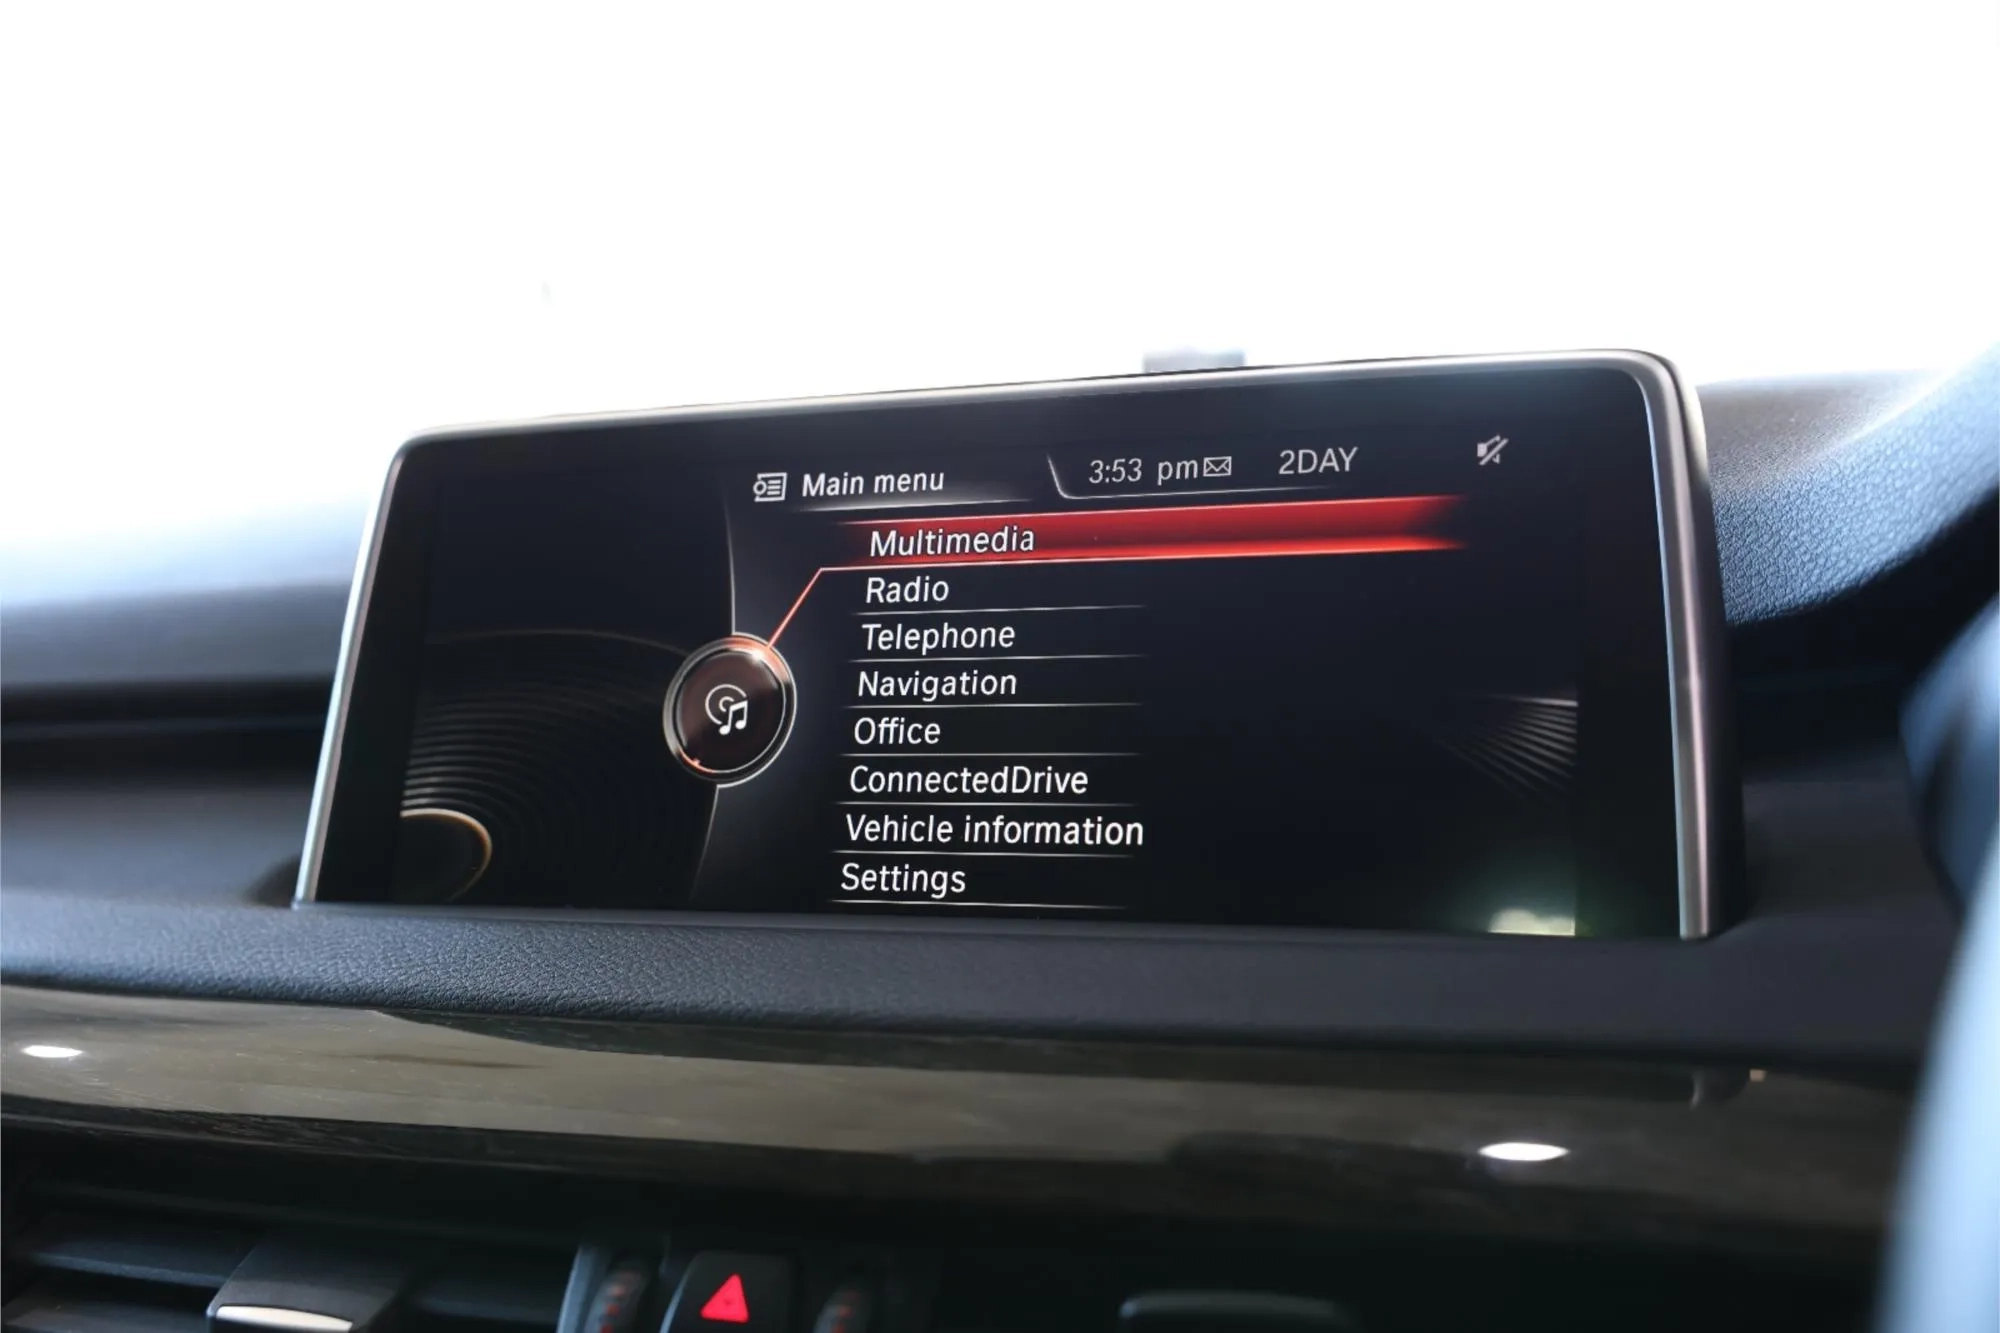 Main menu 3:53 pm 2DAY
Multimedia
Radio
Telephone
Navigation
Office
ConnectedDrive
Vehicle information
Settings